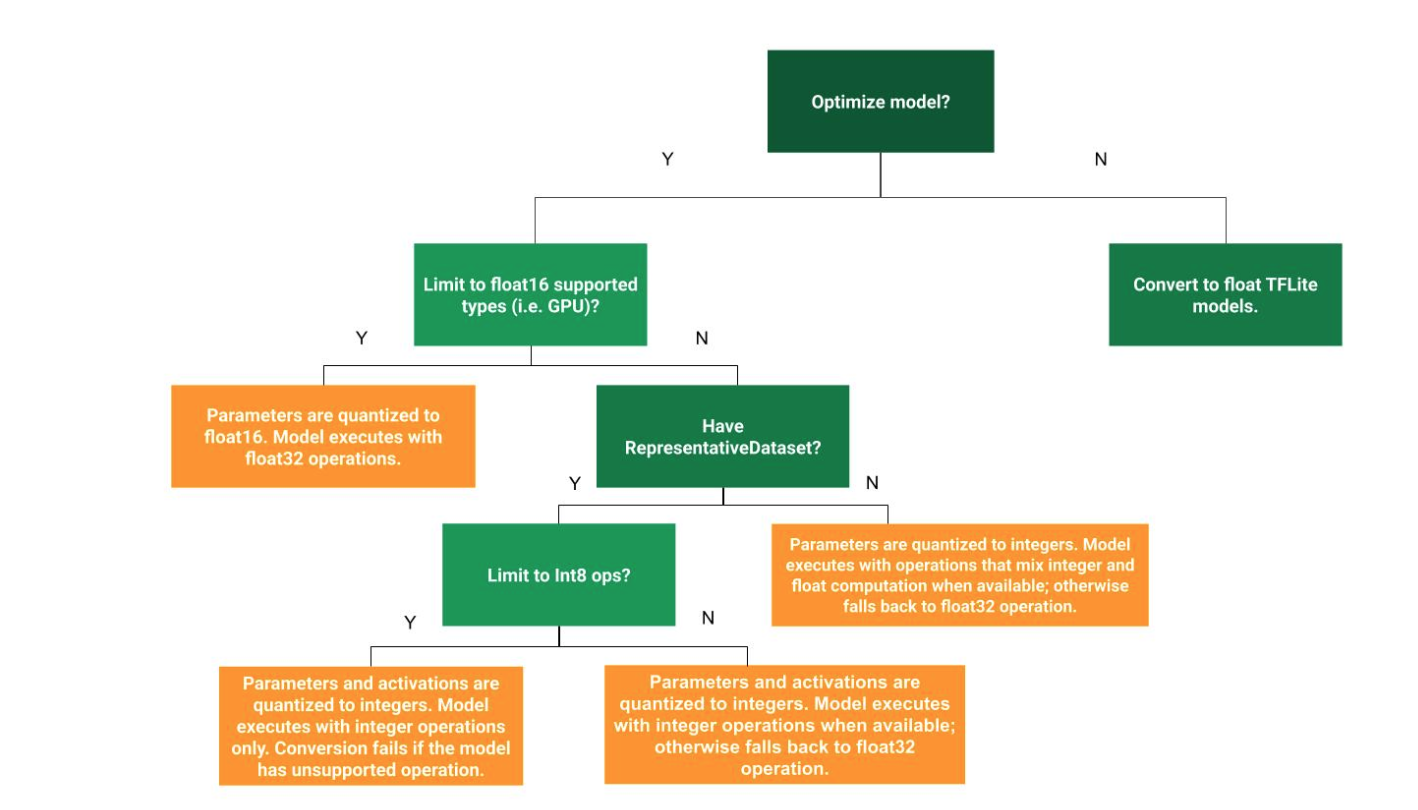 Optimize model?
Y
N
Limit to float16 supported
types (i.e. GPU)?
Convert to float TFLite
models.
Y
N
Parameters are quantized to
float16. Model executes with
float32 operations.
Have
RepresentativeDataset?
Y
N
Limit to Int8 ops?
Parameters are quantized to integers. Model
executes with operations that mix integer and
float computation when available; otherwise
falls back to float32 operation.
Y
N
Parameters and activations are
quantized to integers. Model
executes with integer operations
only. Conversion fails if the model
has unsupported operation.
Parameters and activations are
quantized to integers. Model executes
with integer operations when available;
otherwise falls back to float32
operation.